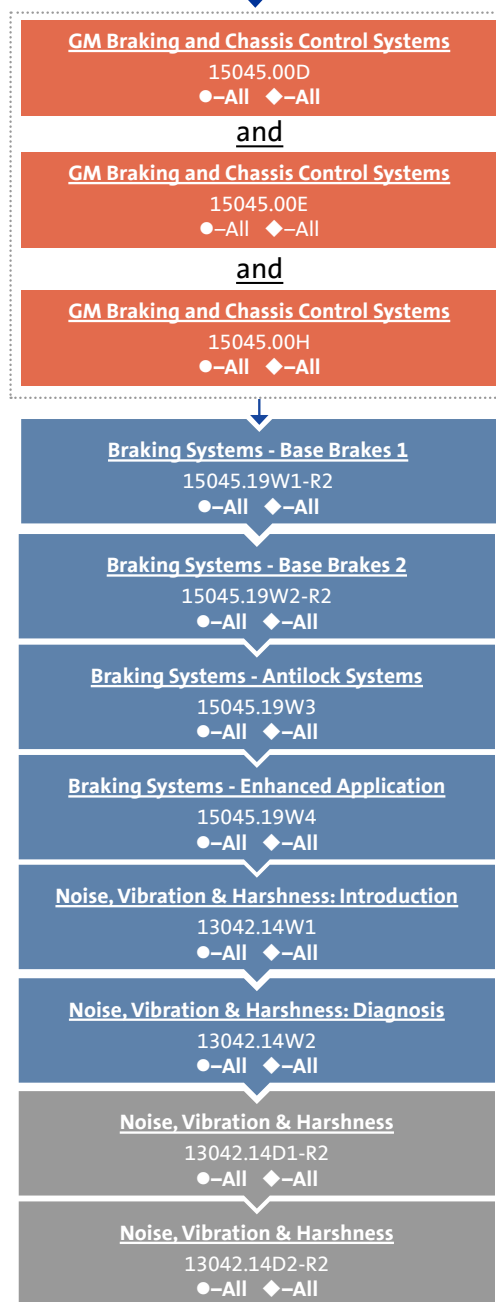 GM Braking and Chassis Control Systems
15045.00D
●–All ◆–All
and
GM Braking and Chassis Control Systems
15045.00E
●–All ◆–All
and
GM Braking and Chassis Control Systems
15045.00H
●–All ◆–All
Braking Systems - Base Brakes 1
15045.19W1-R2
●–All ◆–All
Braking Systems - Base Brakes 2
15045.19W2-R2
●–All ◆–All
Braking Systems - Antilock Systems
15045.19W3
●–All ◆–All
Braking Systems - Enhanced Application
15045.19W4
●–All ◆–All
Noise, Vibration & Harshness: Introduction
13042.14W1
●–All ◆–All
Noise, Vibration & Harshness: Diagnosis
13042.14W2
●–All ◆–All
Noise, Vibration & Harshness
13042.14D1-R2
●–All ◆–All
Noise, Vibration & Harshness
13042.14D2-R2
●–All ◆–All